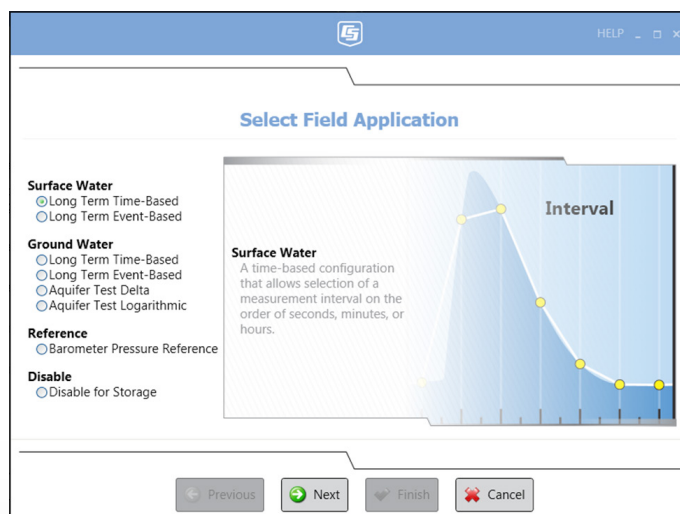 HELP
Select Field Application
Surface Water
Long Term Time-Based
Long Term Event-Based
Ground Water
Long Term Time-Based
Long Term Event-Based
Aquifer Test Delta
Aquifer Test Logarithmic
Reference
Barometer Pressure Reference
Disable
Disable for Storage
Interval
Surface Water
A time-based configuration
that allows selection of a
measurement interval on the
order of seconds, minutes, or
hours.
Previous
Next
Finish
Cancel